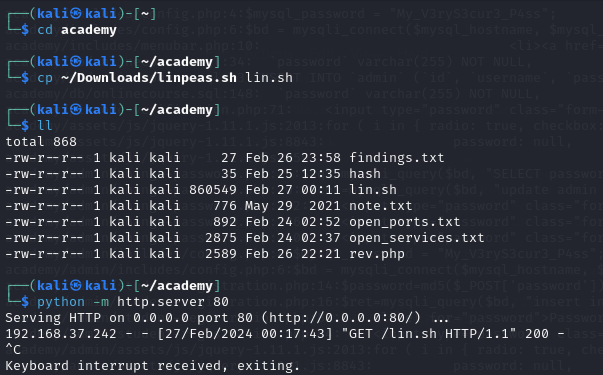 ┌──(kali㉿kali)-[~]
└─$ cd academy
┌──(kali㉿kali)-[~/academy]
└─$ cp ~/Downloads/linpeas.sh lin.sh
┌──(kali㉿kali)-[~/academy]
└─$ ll
total 868
-rw-r--r-- 1 kali kali     27 Feb 26 23:58 findings.txt
-rw-r--r-- 1 kali kali     35 Feb 25 12:35 hash
-rw-r--r-- 1 kali kali 860549 Feb 27 00:11 lin.sh
-rw-r--r-- 1 kali kali    776 May 29  2021 note.txt
-rw-r--r-- 1 kali kali    892 Feb 24 02:52 open_ports.txt
-rw-r--r-- 1 kali kali   2875 Feb 24 02:37 open_services.txt
-rw-r--r-- 1 kali kali   2589 Feb 26 22:21 rev.php
┌──(kali㉿kali)-[~/academy]
└─$ python -m http.server 80
Serving HTTP on 0.0.0.0 port 80 (http://0.0.0.0:80/) ...
192.168.37.242 - - [27/Feb/2024 00:17:43] "GET /lin.sh HTTP/1.1" 200 -
^C
Keyboard interrupt received, exiting.